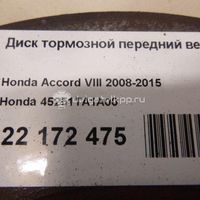 Диск тормозной передний ве
Honda Accord VIII 2008-2015
Honda 45251TA1A00
22 172 475